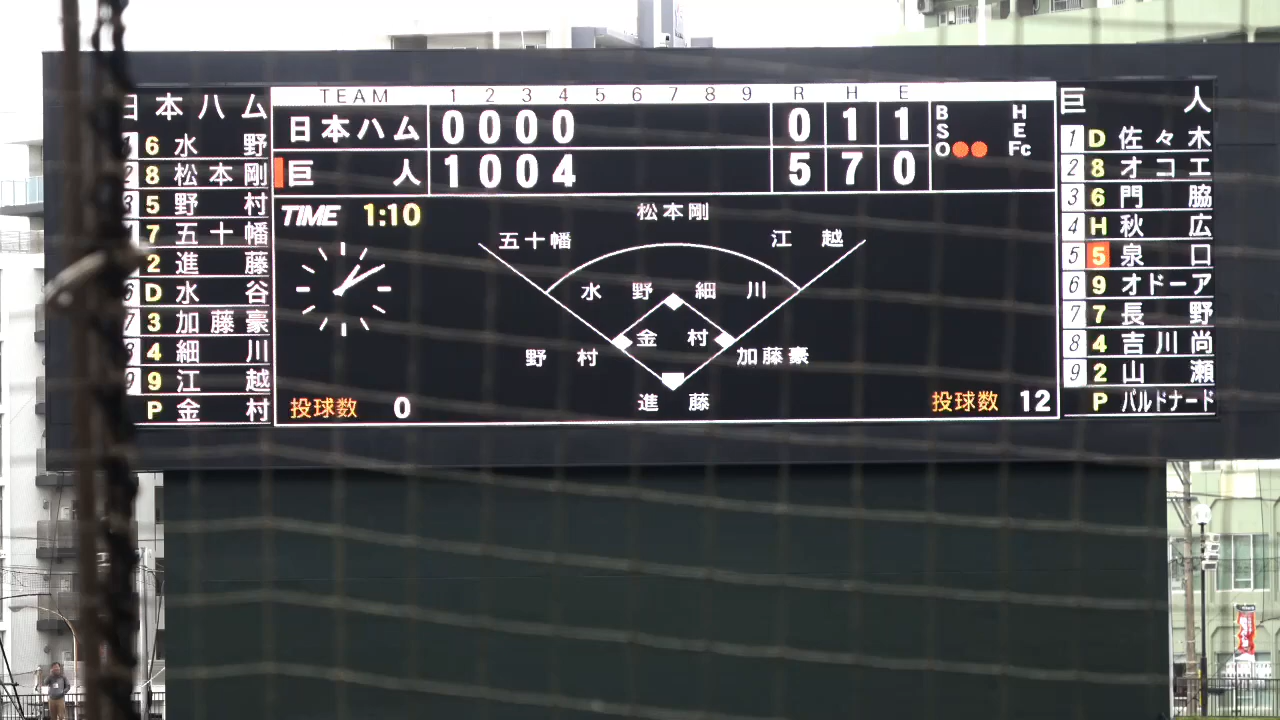 日本ハム
1 6 水野
2 8 松本剛
3 5 野村
7 五十幡
2 進藤
6 D 水谷
7 3 加藤豪
8 4 細川
9 9 江越
P 金村
TEAM 1 2 3 4 5 6 7 8 9 R H E
日本ハム 0 0 0 0 0 1 1
巨人 1 0 0 4 5 7 0
B H
S E
O Fc
TIME 1:10
松本剛
五十幡 江越
水野 細川
金村
野村 加藤豪
進藤
投球数 0
投球数 12
巨人
1 D 佐々木
2 8 オコエ
3 6 門脇
4 H 秋広
5 5 泉口
6 9 オドーア
7 7 長野
8 4 吉川尚
9 2 山瀬
P バルドナード